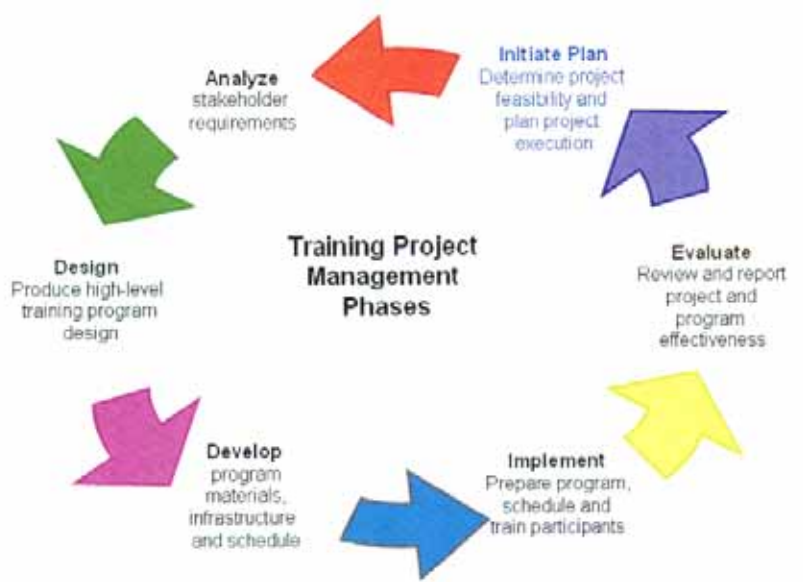 Initiate Plan
Determine project
feasibility and
plan project
execution
Analyze
stakeholder
requirements
Design
Produce high-level
training program
design
Develop
program
materials,
infrastructure
and schedule
Implement
Prepare program,
schedule and
train participants
Evaluate
Review and report
project and
program
effectiveness
Training Project
Management
Phases